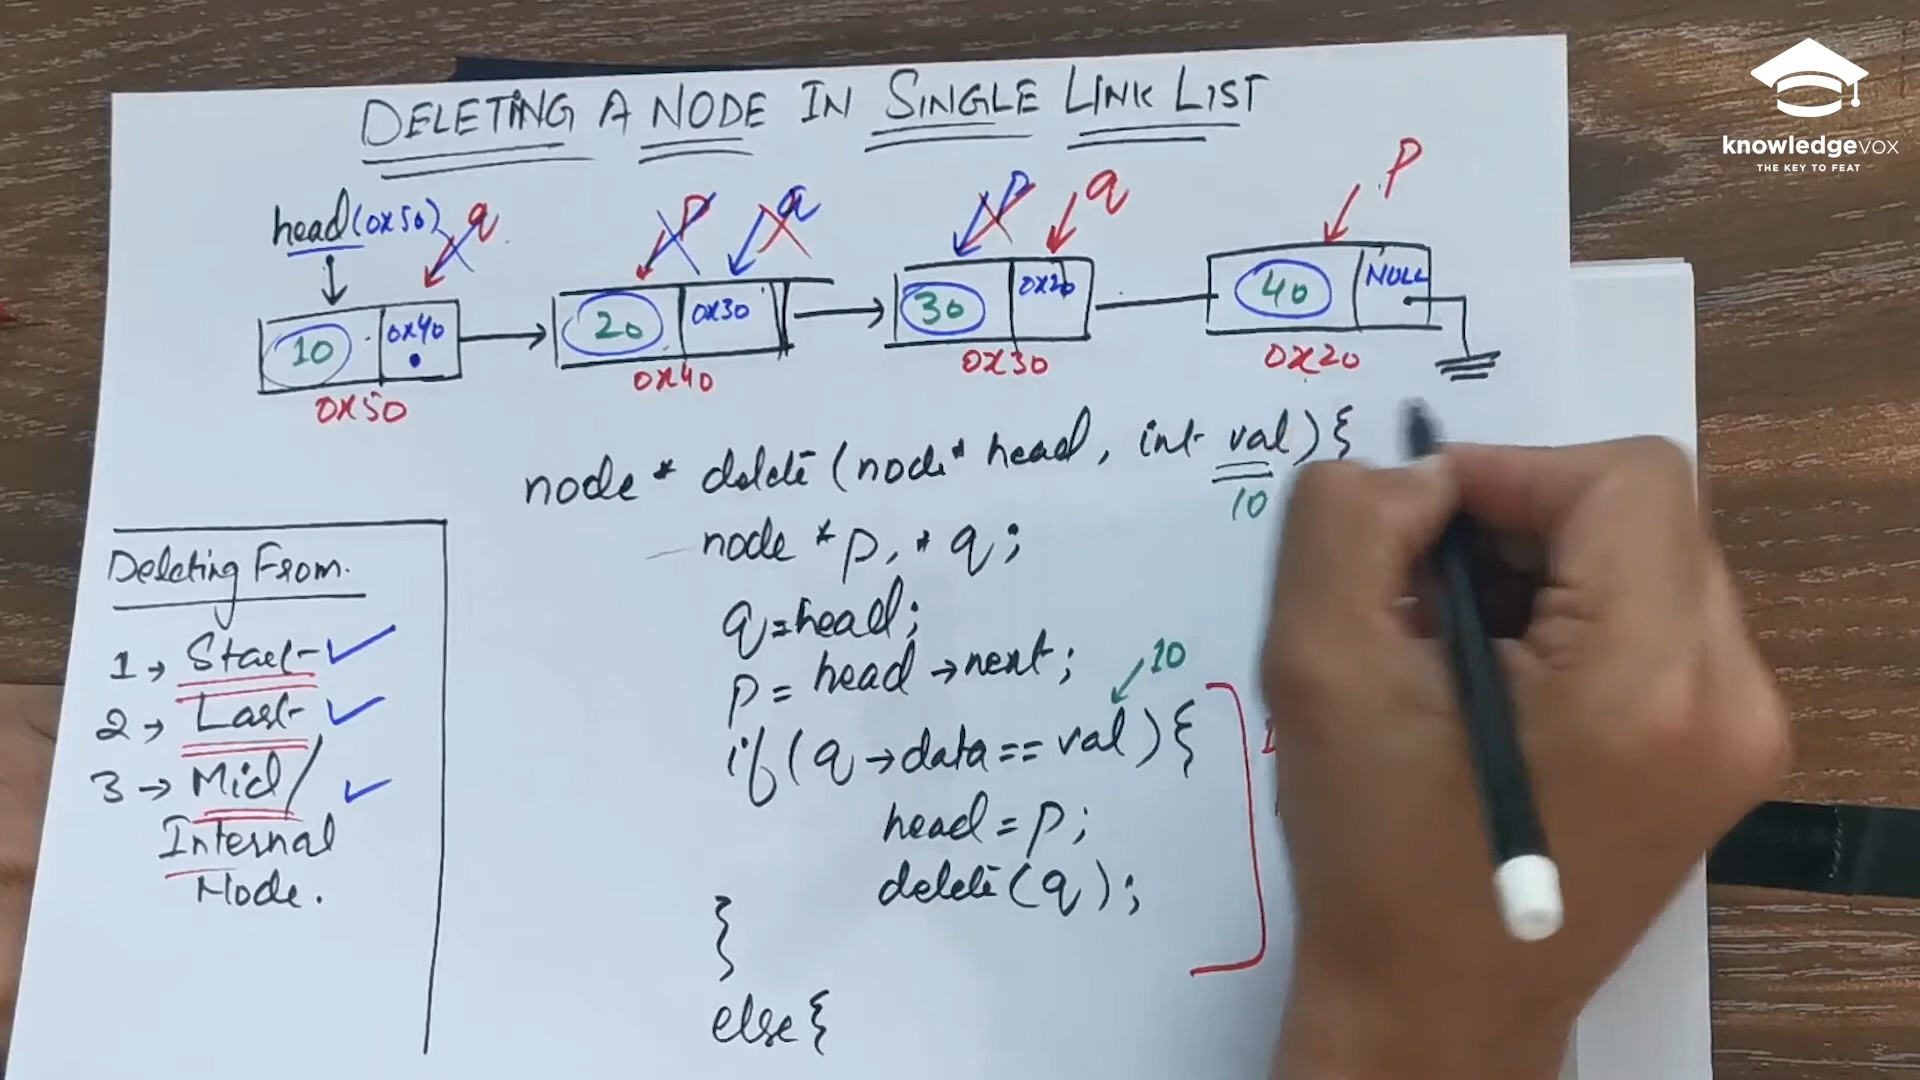 DELETING A NODE IN SINGLE LINK LIST
knowledgevox
THE KEY TO FEAT
head(0x50) q p q p q p
10 0x40 20 0x30 30 0x20 40 NULL
0x50 0x40 0x30 0x20
node * delete (node* head, int val) {
10
node *p, *q;
q=head;
p = head → next;
10
if (q → data == val) {
head = p;
delete (q);
}
else {
Deleting From.
1 → Start ✓
2 → Last ✓
3 → Mid / ✓
Internal
Node.